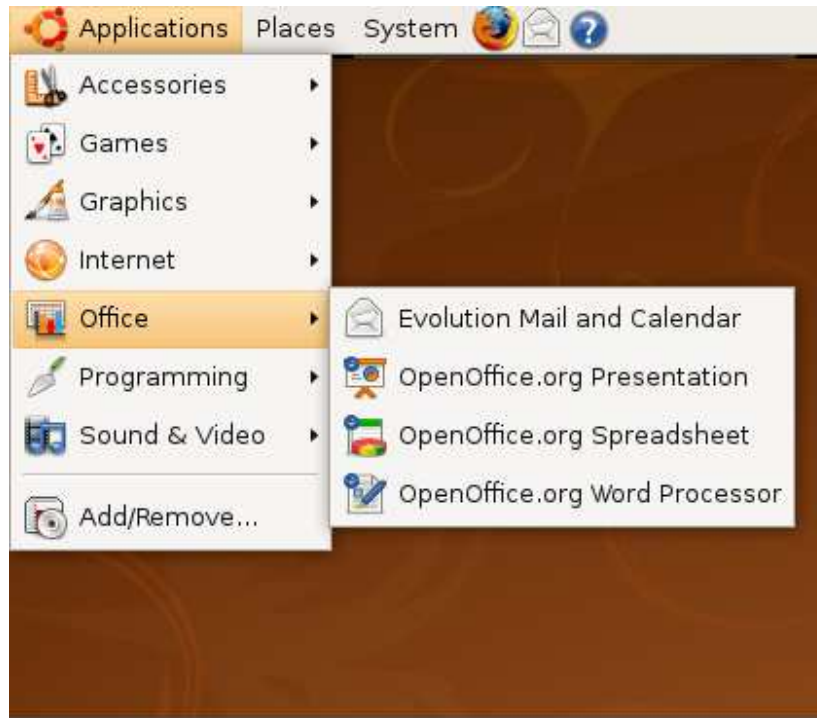 Applications Places System
Accessories
Games
Graphics
Internet
Office
Programming
Sound & Video
Add/Remove...
Evolution Mail and Calendar
OpenOffice.org Presentation
OpenOffice.org Spreadsheet
OpenOffice.org Word Processor